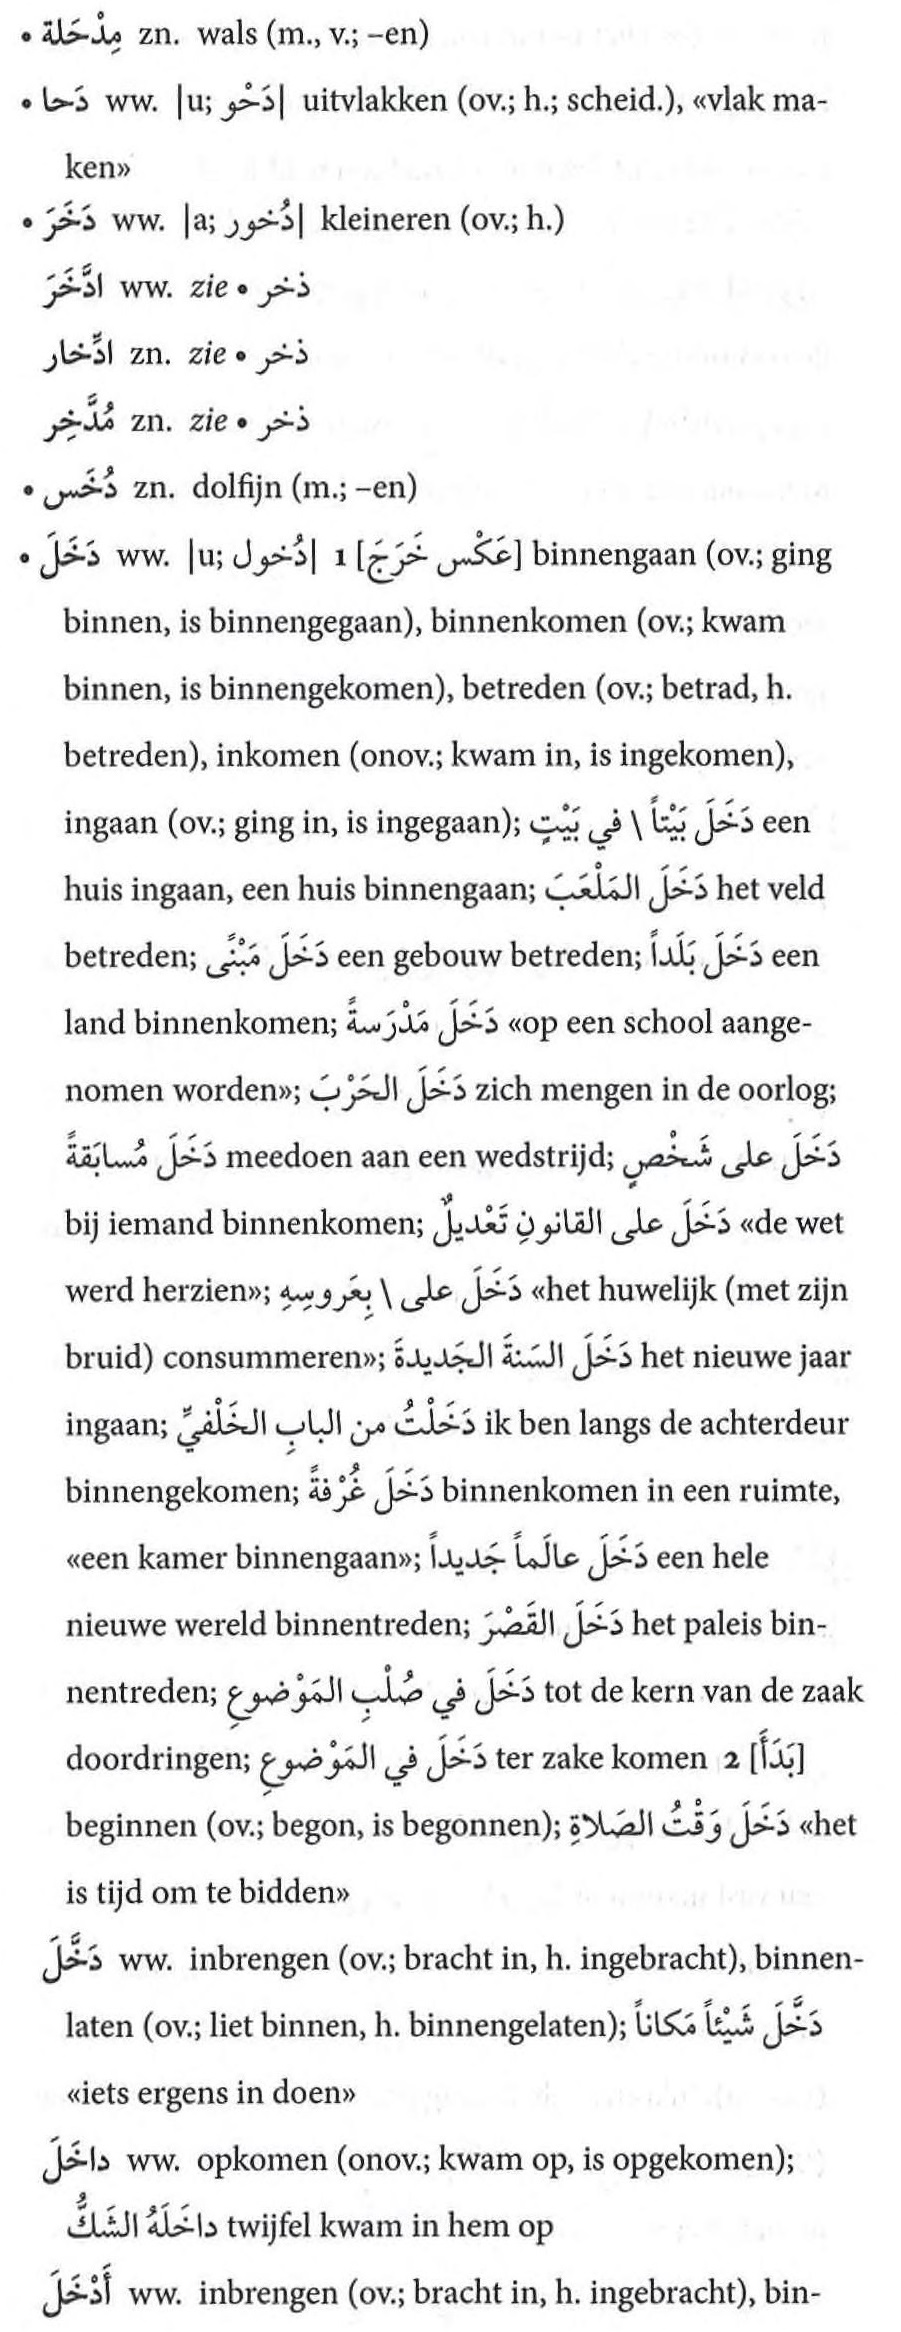 • مِدْحَلة zn. wals (m., v.; –en)
• دَحا ww. |u; دَحْو| uitvlakken (ov.; h.; scheid.), «vlak ma-
ken»
• دَخَرَ ww. |a; دُخور| kleineren (ov.; h.)
ادَّخَرَ ww. zie • ذخر
ادِّخار zn. zie • ذخر
مُدَّخِر zn. zie • ذخر
• دُخَس zn. dolfijn (m.; –en)
• دَخَلَ ww. |u; دُخول| 1 [عَكْس خَرَجَ] binnengaan (ov.; ging
binnen, is binnengegaan), binnenkomen (ov.; kwam
binnen, is binnengekomen), betreden (ov.; betrad, h.
betreden), inkomen (onov.; kwam in, is ingekomen),
ingaan (ov.; ging in, is ingegaan); دَخَلَ بَيْتاً \ في بَيْتٍ een
huis ingaan, een huis binnengaan; دَخَلَ المَلْعَبَ het veld
betreden; دَخَلَ مَبْنًى een gebouw betreden; دَخَلَ بَلَداً een
land binnenkomen; دَخَلَ مَدْرَسةً «op een school aange-
nomen worden»; دَخَلَ الحَرْبَ zich mengen in de oorlog;
دَخَلَ مُسابَقةً meedoen aan een wedstrijd; دَخَلَ على شَخْصٍ
bij iemand binnenkomen; دَخَلَ على القانونِ تَعْديلٌ «de wet
werd herzien»; دَخَلَ على \ بِعَروسِهِ «het huwelijk (met zijn
bruid) consummeren»; دَخَلَ السَنةَ الجَديدةَ het nieuwe jaar
ingaan; دَخَلْتُ من البابِ الخَلْفيِّ ik ben langs de achterdeur
binnengekomen; دَخَلَ غُرْفةً binnenkomen in een ruimte,
«een kamer binnengaan»; دَخَلَ عالَماً جَديداً een hele
nieuwe wereld binnentreden; دَخَلَ القَصْرَ het paleis bin-
nentreden; دَخَلَ في صُلْبِ المَوْضوعِ tot de kern van de zaak
doordringen; دَخَلَ في المَوْضوعِ ter zake komen 2 [بَدَأَ]
beginnen (ov.; begon, is begonnen); دَخَلَ وَقْتُ الصَلاةِ «het
is tijd om te bidden»
دَخَّلَ ww. inbrengen (ov.; bracht in, h. ingebracht), binnen-
laten (ov.; liet binnen, h. binnengelaten); دَخَّلَ شَيْئاً مَكاناً
«iets ergens in doen»
داخَلَ ww. opkomen (onov.; kwam op, is opgekomen);
داخَلَهُ الشَكُّ twijfel kwam in hem op
أَدْخَلَ ww. inbrengen (ov.; bracht in, h. ingebracht), bin-